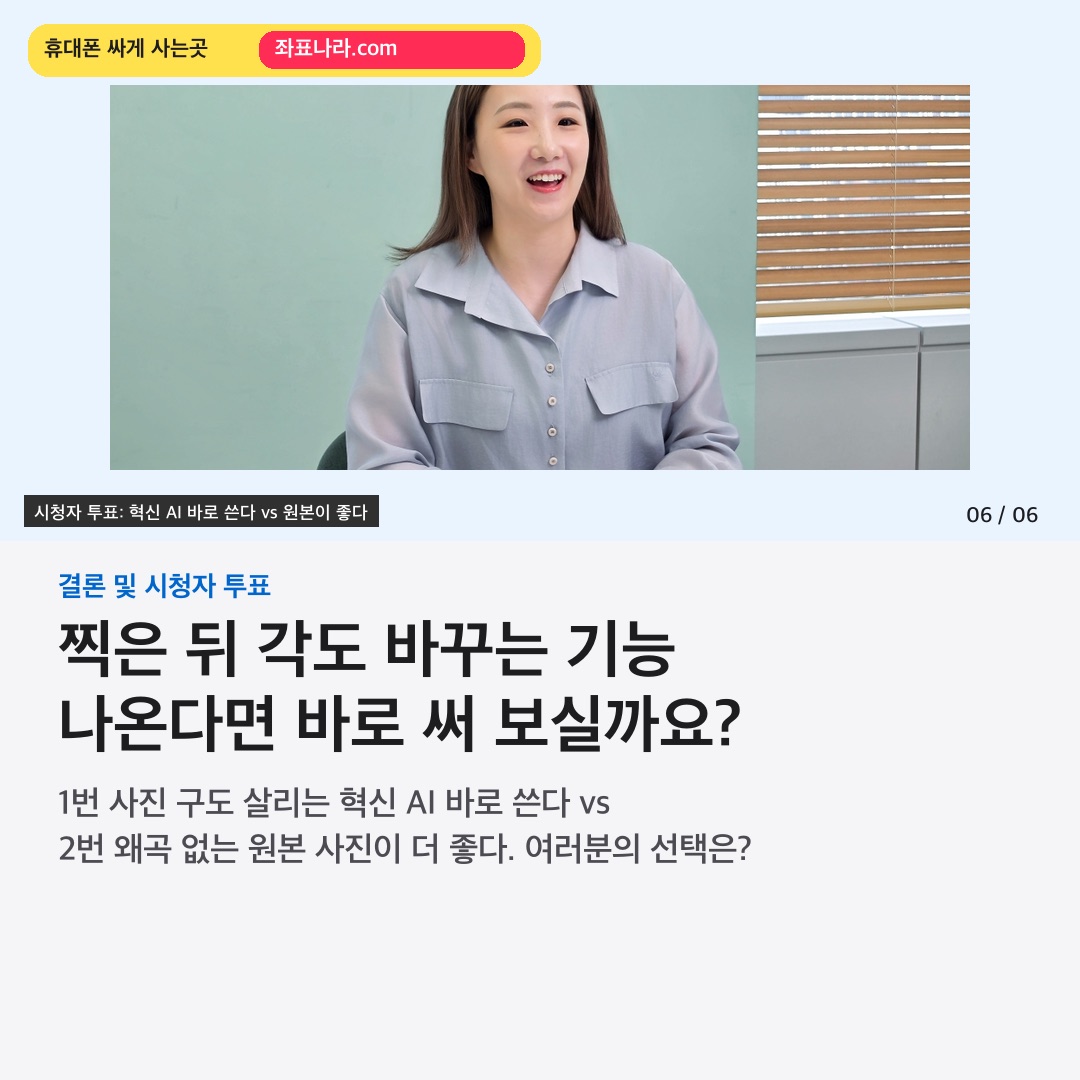 휴대폰 싸게 사는곳 좌표나라.com
시청자 투표: 혁신 AI 바로 쓴다 vs 원본이 좋다
06 / 06
결론 및 시청자 투표
찍은 뒤 각도 바꾸는 기능
나온다면 바로 써 보실까요?
1번 사진 구도 살리는 혁신 AI 바로 쓴다 vs
2번 왜곡 없는 원본 사진이 더 좋다. 여러분의 선택은?